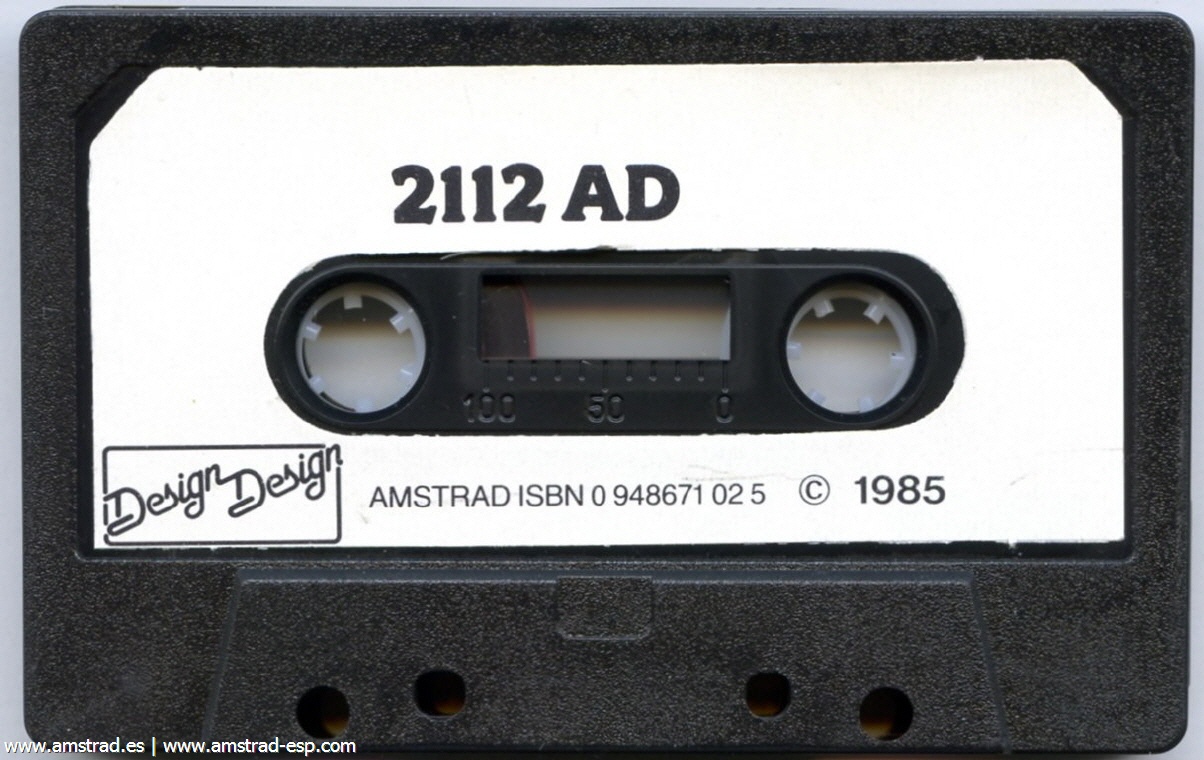 2112 AD
100 50 0
Design Design
AMSTRAD ISBN 0 948671 02 5 © 1985
www.amstrad.es | www.amstrad-esp.com